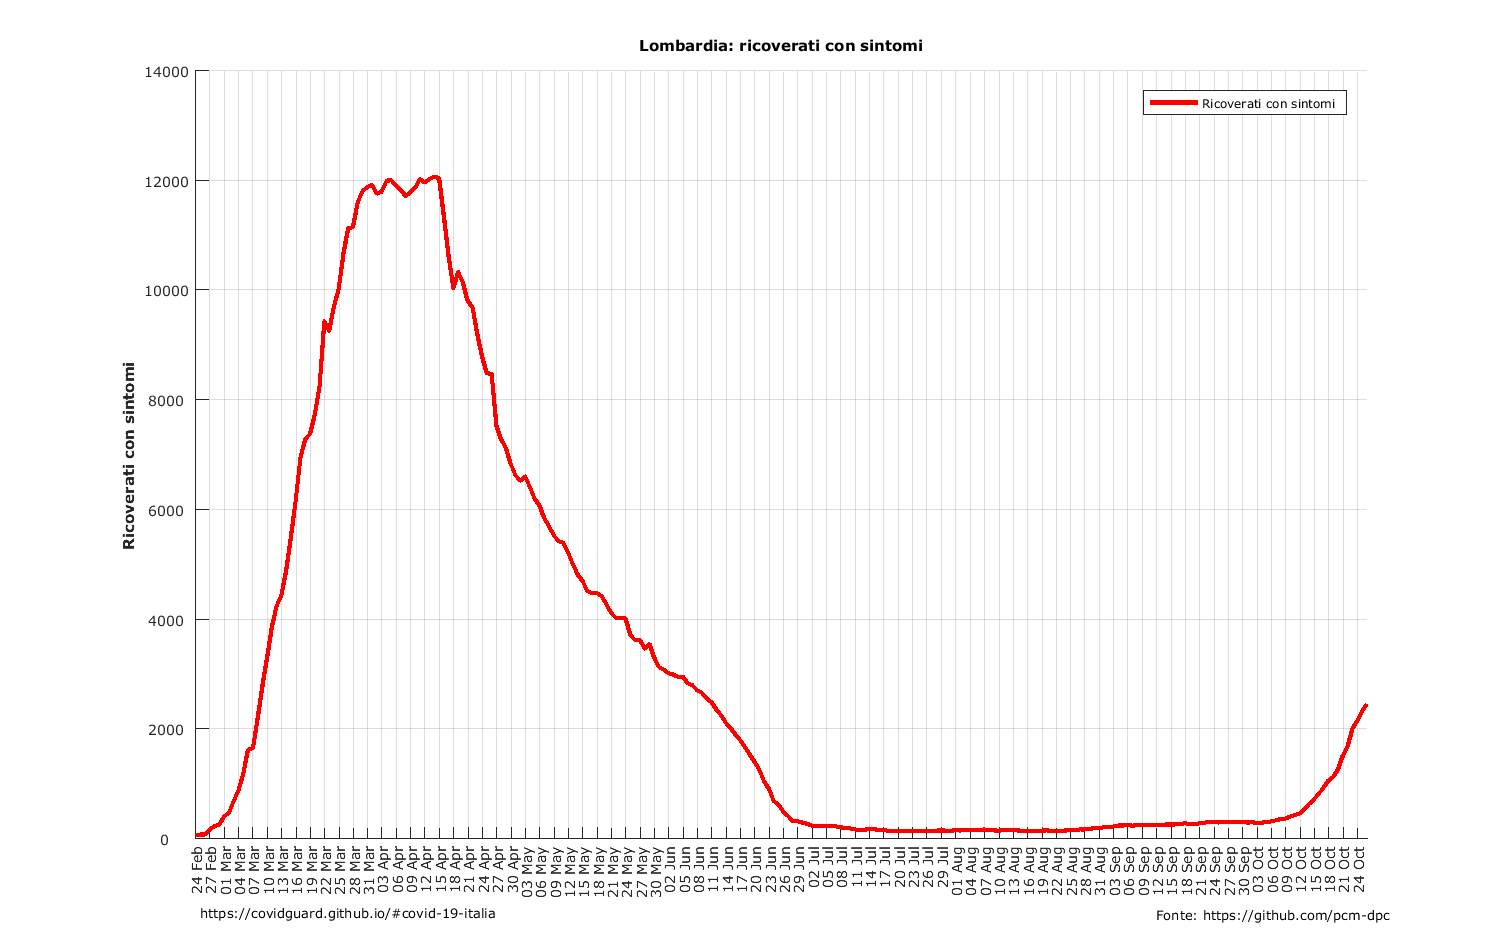 Lombardia: ricoverati con sintomi
Ricoverati con sintomi
14000
12000
10000
8000
6000
4000
2000
0
Ricoverati con sintomi
24 Feb
27 Feb
01 Mar
04 Mar
07 Mar
10 Mar
13 Mar
16 Mar
19 Mar
22 Mar
25 Mar
28 Mar
31 Mar
03 Apr
06 Apr
09 Apr
12 Apr
15 Apr
18 Apr
21 Apr
24 Apr
27 Apr
30 Apr
03 May
06 May
09 May
12 May
15 May
18 May
21 May
24 May
27 May
30 May
02 Jun
05 Jun
08 Jun
11 Jun
14 Jun
17 Jun
20 Jun
23 Jun
26 Jun
29 Jun
02 Jul
05 Jul
08 Jul
11 Jul
14 Jul
17 Jul
20 Jul
23 Jul
26 Jul
29 Jul
01 Aug
04 Aug
07 Aug
10 Aug
13 Aug
16 Aug
19 Aug
22 Aug
25 Aug
28 Aug
31 Aug
03 Sep
06 Sep
09 Sep
12 Sep
15 Sep
18 Sep
21 Sep
24 Sep
27 Sep
30 Sep
03 Oct
06 Oct
09 Oct
12 Oct
15 Oct
18 Oct
21 Oct
24 Oct
https://covidguard.github.io/#covid-19-italia
Fonte: https://github.com/pcm-dpc